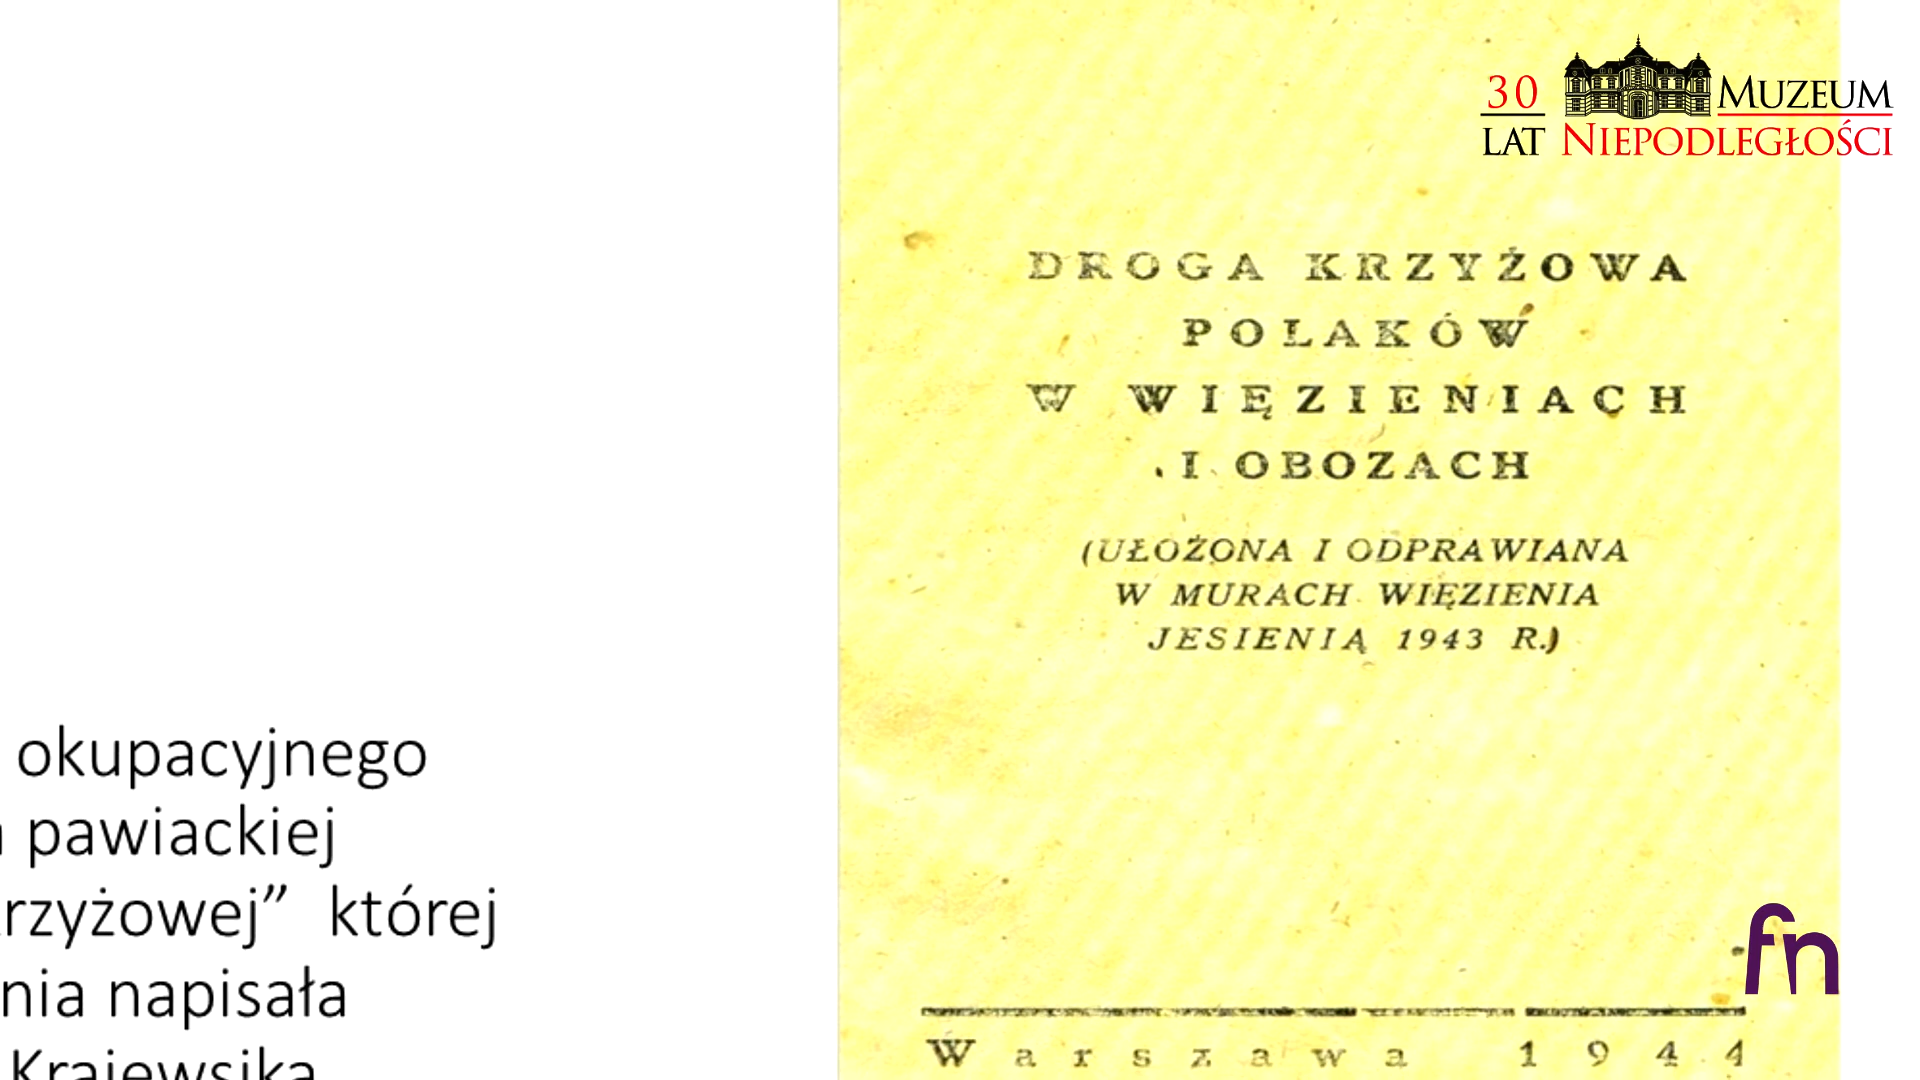 30
LAT
MUZEUM
NIEPODLEGŁOŚCI
DROGA KRZYŻOWA
POLAKÓW
W WIĘZIENIACH
I OBOZACH
(UŁOŻONA I ODPRAWIANA
W MURACH WIĘZIENIA
JESIENIĄ 1943 R.)
okupacyjnego
pawiackiej
rzyżowej” której
nia napisała
Krajewsika
fn
Warszawa 1944